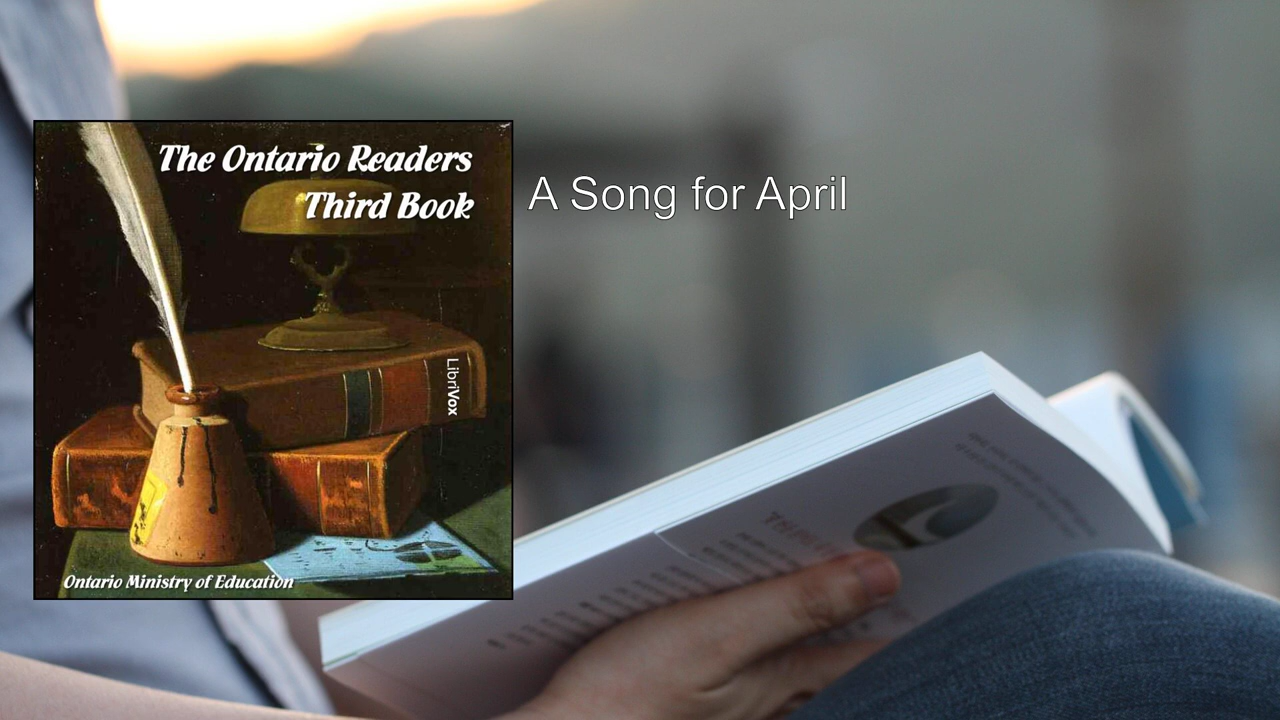 The Ontario Readers
Third Book
A Song for April
LibriVox
Ontario Ministry of Education